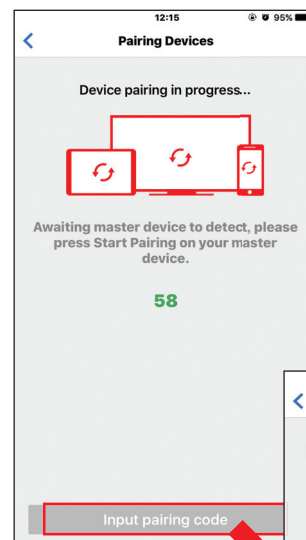 12:15
95%
Pairing Devices
Device pairing in progress...
Awaiting master device to detect, please
press Start Pairing on your master
device.
58
Input pairing code